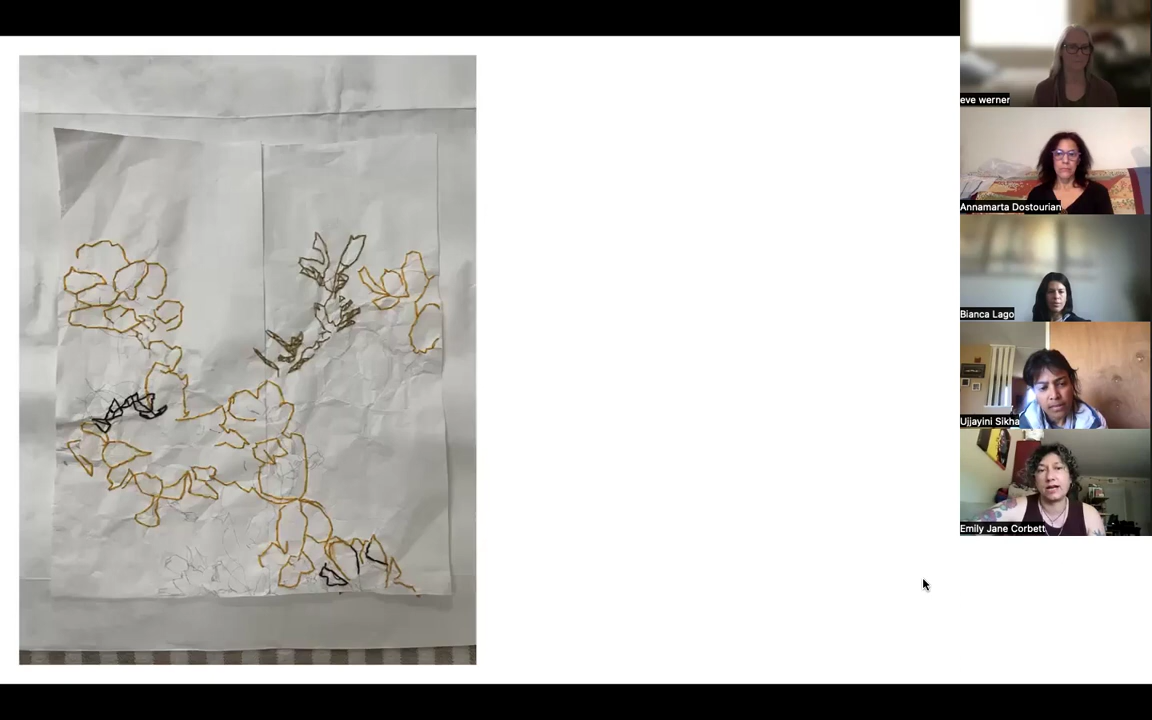 eve werner
Annamarta Dostourian
Bianca Lago
Ujjayini Sikha
Emily Jane Corbett